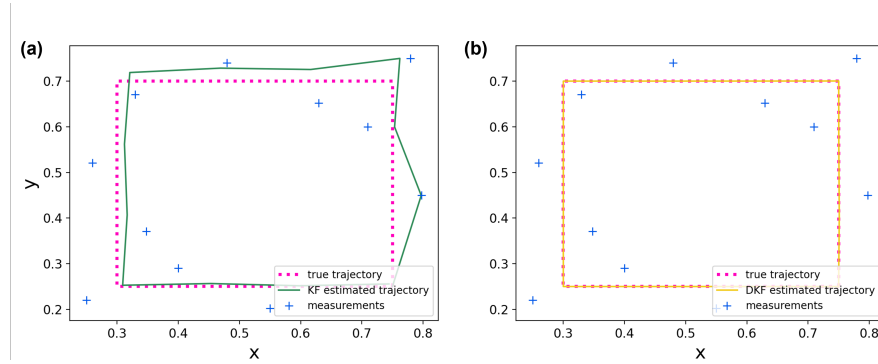 (a)
0.7
0.6
0.5
0.4
0.3
0.2
y
0.3 0.4 0.5 0.6 0.7 0.8
x
true trajectory
KF estimated trajectory
measurements
(b)
0.7
0.6
0.5
0.4
0.3
0.2
0.3 0.4 0.5 0.6 0.7 0.8
x
true trajectory
DKF estimated trajectory
measurements